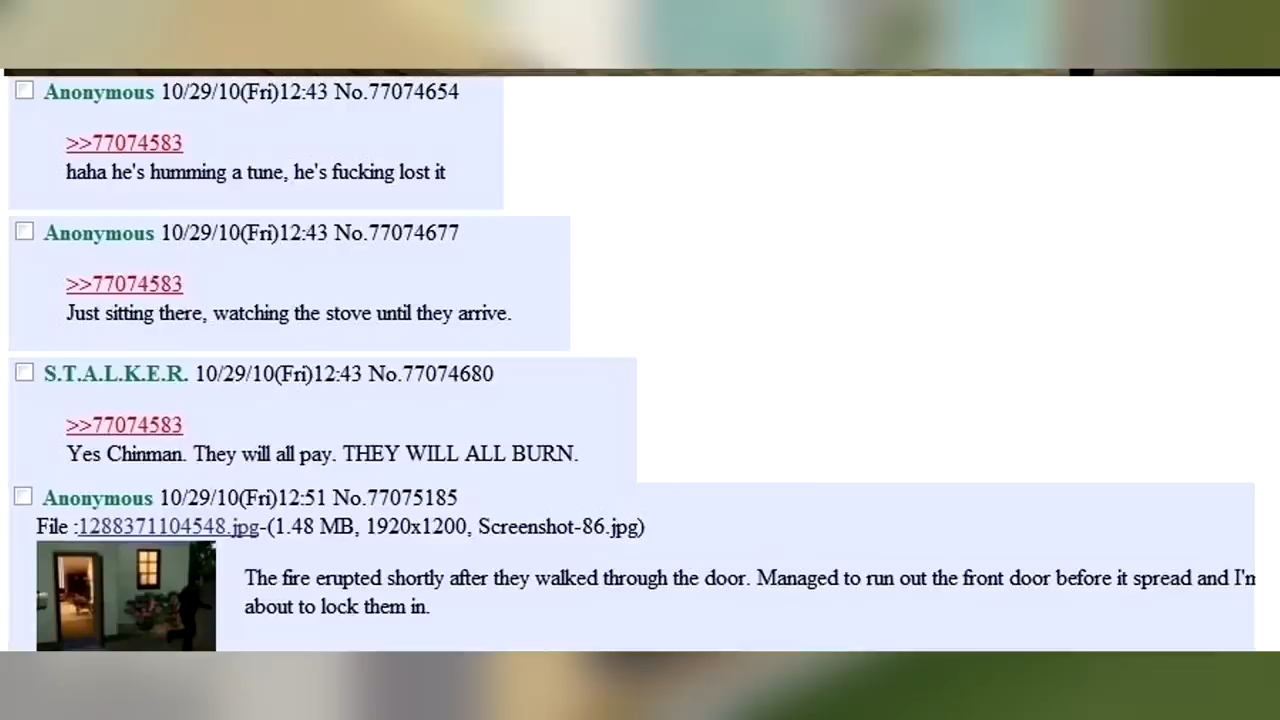 Anonymous 10/29/10(Fri)12:43 No.77074654
>>77074583
haha he's humming a tune, he's fucking lost it
Anonymous 10/29/10(Fri)12:43 No.77074677
>>77074583
Just sitting there, watching the stove until they arrive.
S.T.A.L.K.E.R. 10/29/10(Fri)12:43 No.77074680
>>77074583
Yes Chinman. They will all pay. THEY WILL ALL BURN.
Anonymous 10/29/10(Fri)12:51 No.77075185
File :1288371104548.jpg-(1.48 MB, 1920x1200, Screenshot-86.jpg)
The fire erupted shortly after they walked through the door. Managed to run out the front door before it spread and I'm
about to lock them in.